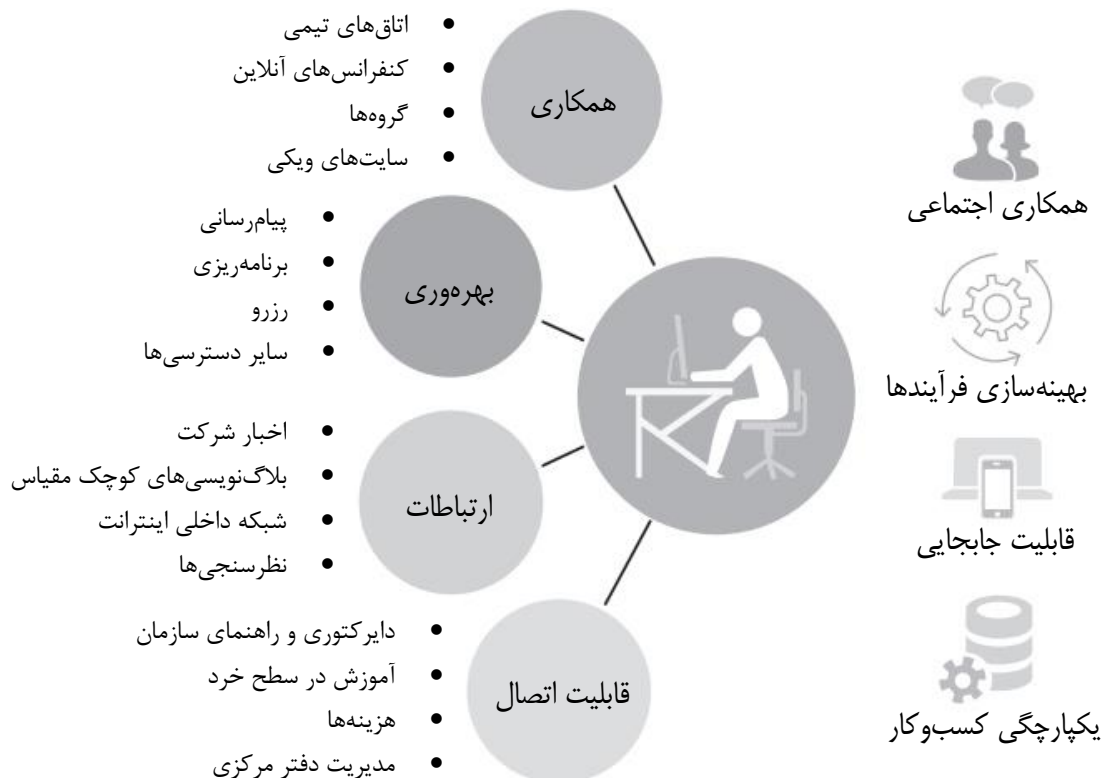 همکاری
اتاق‌های تیمی
کنفرانس‌های آنلاین
گروه‌ها
سایت‌های ویکی
بهره‌وری
پیام‌رسانی
برنامه‌ریزی
رزرو
سایر دسترسی‌ها
ارتباطات
اخبار شرکت
بلاگ‌نویسی‌های کوچک مقیاس
شبکه داخلی اینترانت
نظرسنجی‌ها
قابلیت اتصال
دایرکتوری و راهنمای سازمان
آموزش در سطح خرد
هزینه‌ها
مدیریت دفتر مرکزی
همکاری اجتماعی
بهینه‌سازی فرآیندها
قابلیت جابجایی
یکپارچگی کسب‌وکار